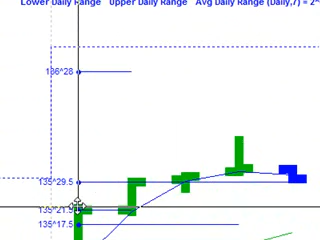 Lower Daily Range Upper Daily Range Avg Daily Range (Daily,7) = 2^
136^28
135^29.5
135^21.5
135^17.5